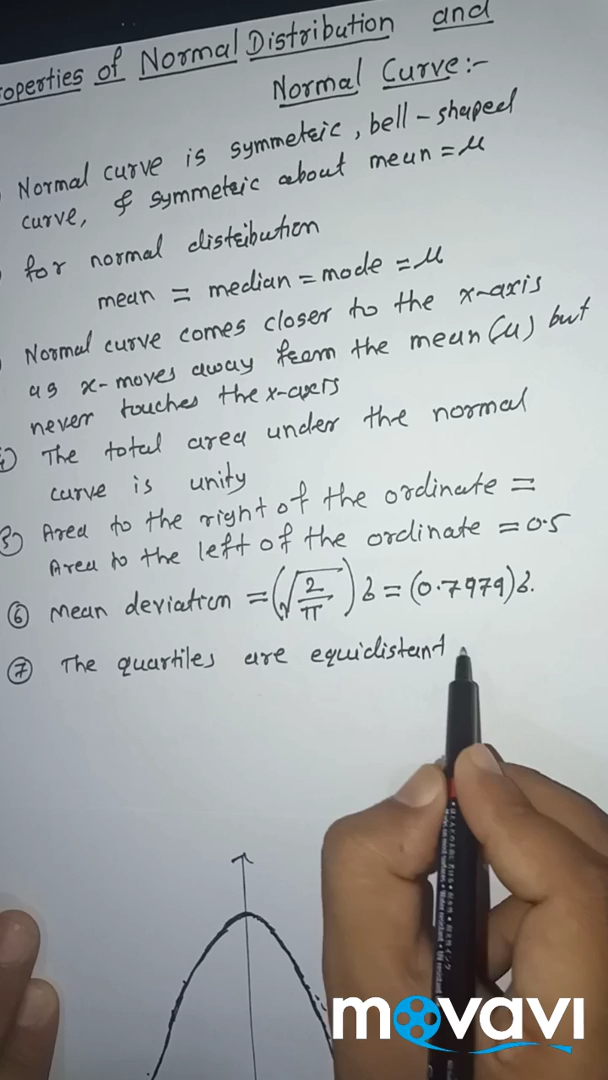 roperties of Normal Distribution and
Normal Curve:-
Normal curve is symmetric, bell-shaped
curve, & symmetric about mean = μ
for normal distribution
mean = median = mode = μ
Normal curve comes closer to the x-axis
as x-moves away from the mean (μ) but
never touches the x-axis
The total area under the normal
curve is unity
Area to the right of the ordinate =
Area to the left of the ordinate = 0.5
⑥ Mean deviation = (√2/π) σ = (0.7979) σ.
⑦ The quartiles are equidistant
movavi